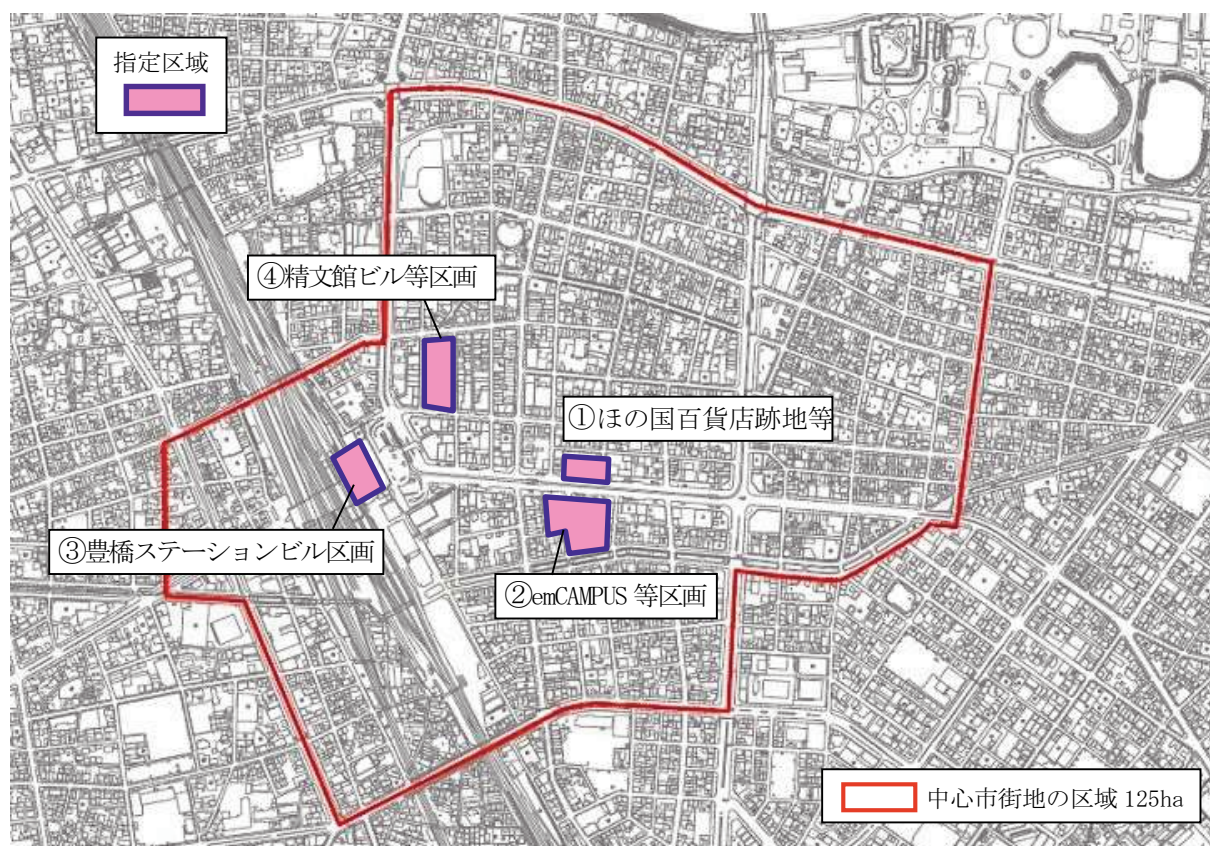 指定区域
④精文館ビル等区画
①ほの国百貨店跡地等
③豊橋ステーションビル区画
②emCAMPUS 等区画
中心市街地の区域 125ha